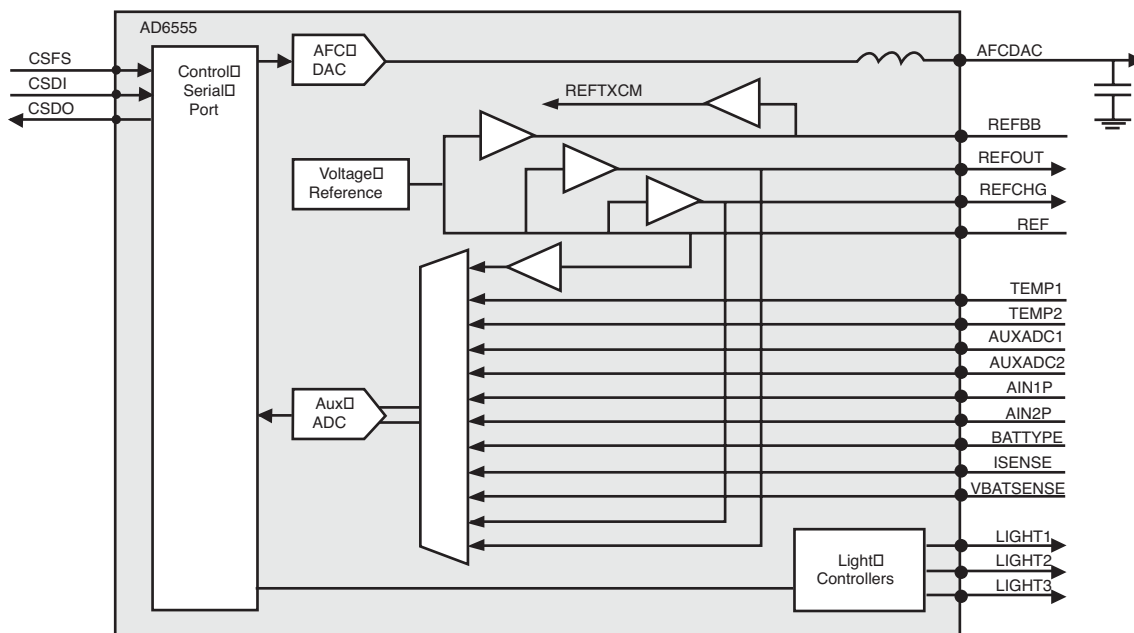 AD6555
CSFS
CSDI
CSDO
Control□
Serial□
Port
AFC□
DAC
AFCDAC
REFTXCM
REFBB
Voltage□
Reference
REFOUT
REFCHG
REF
TEMP1
TEMP2
AUXADC1
AUXADC2
Aux□
ADC
AIN1P
AIN2P
BATTYPE
ISENSE
VBATSENSE
Light□
Controllers
LIGHT1
LIGHT2
LIGHT3